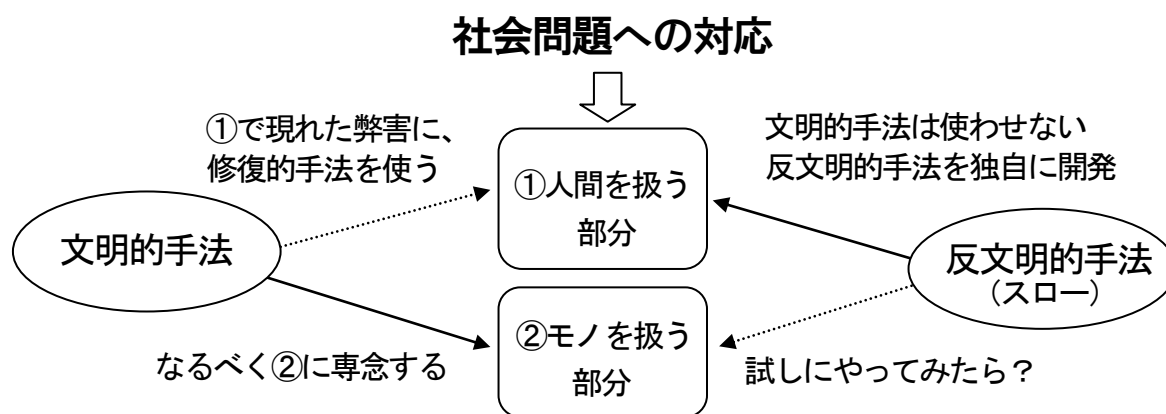 社会問題への対応
①で現れた弊害に、
修復的手法を使う
文明的手法は使わせない
反文明的手法を独自に開発
①人間を扱う
部分
文明的手法
反文明的手法
（スロー）
②モノを扱う
部分
なるべく②に専念する
試しにやってみたら？